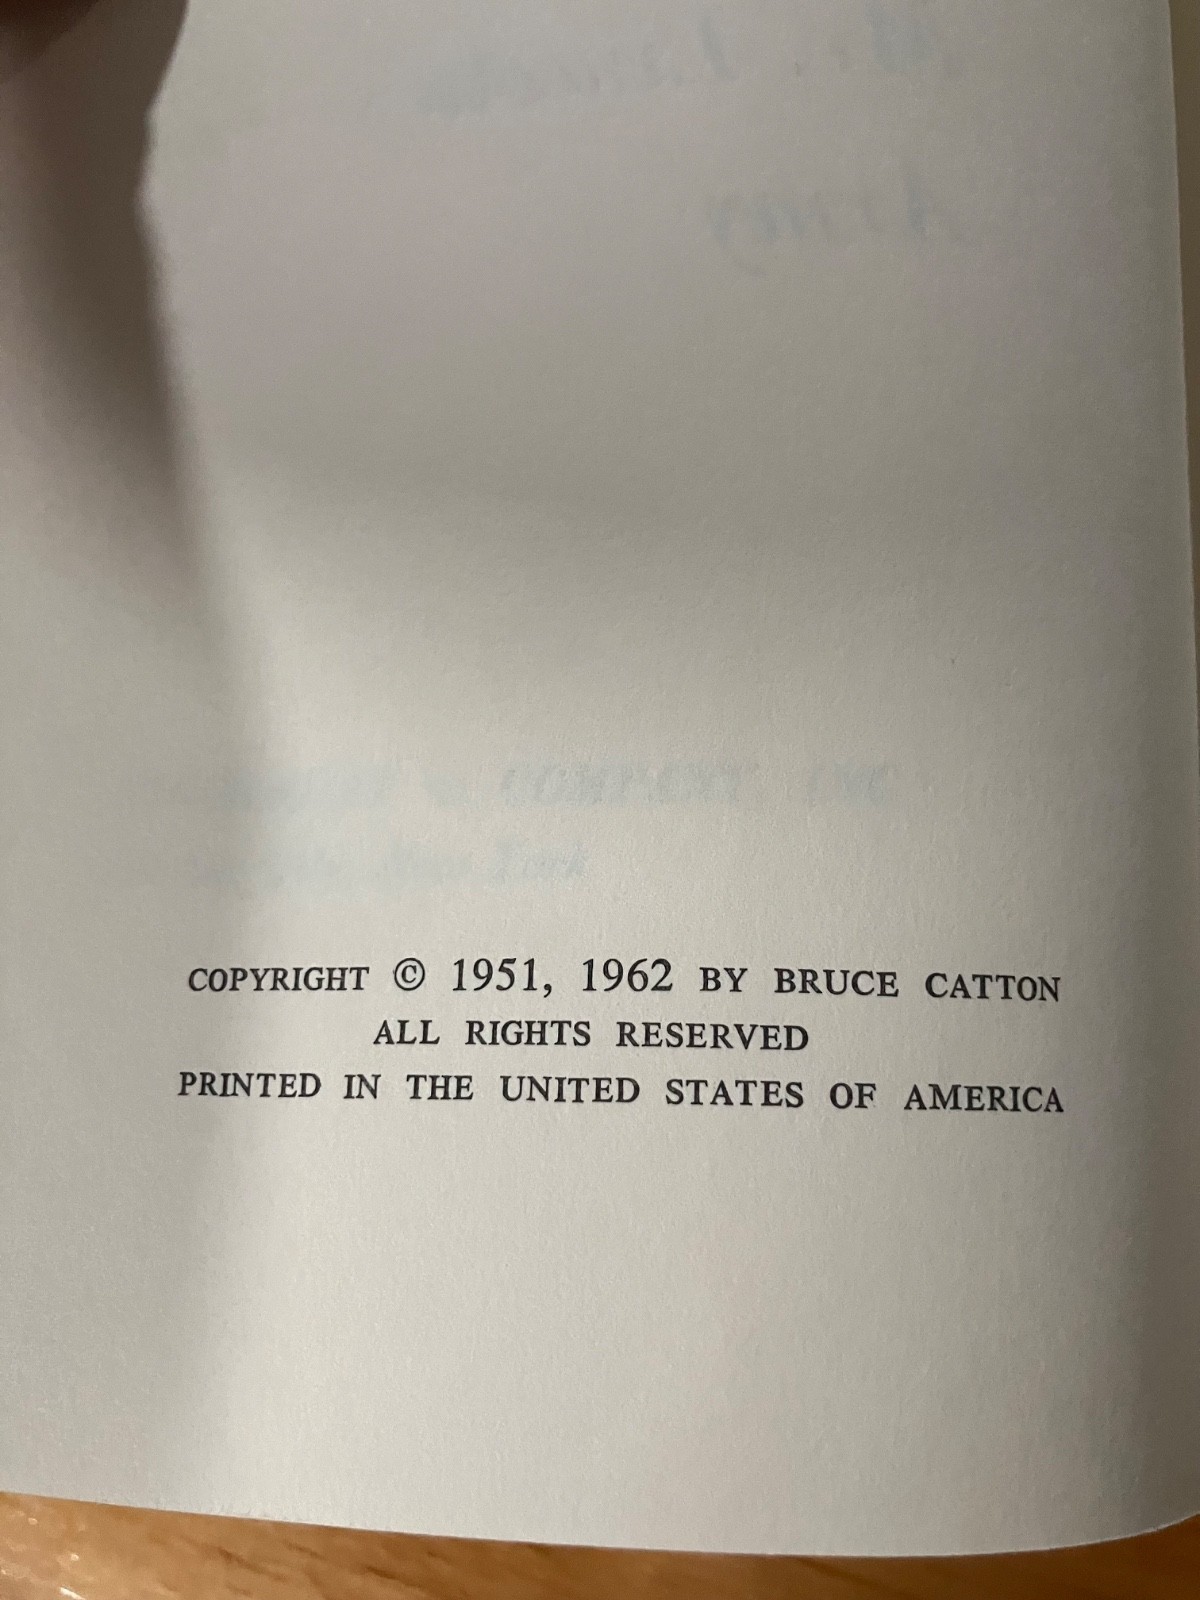 COPYRIGHT © 1951, 1962 BY BRUCE CATTON
ALL RIGHTS RESERVED
PRINTED IN THE UNITED STATES OF AMERICA